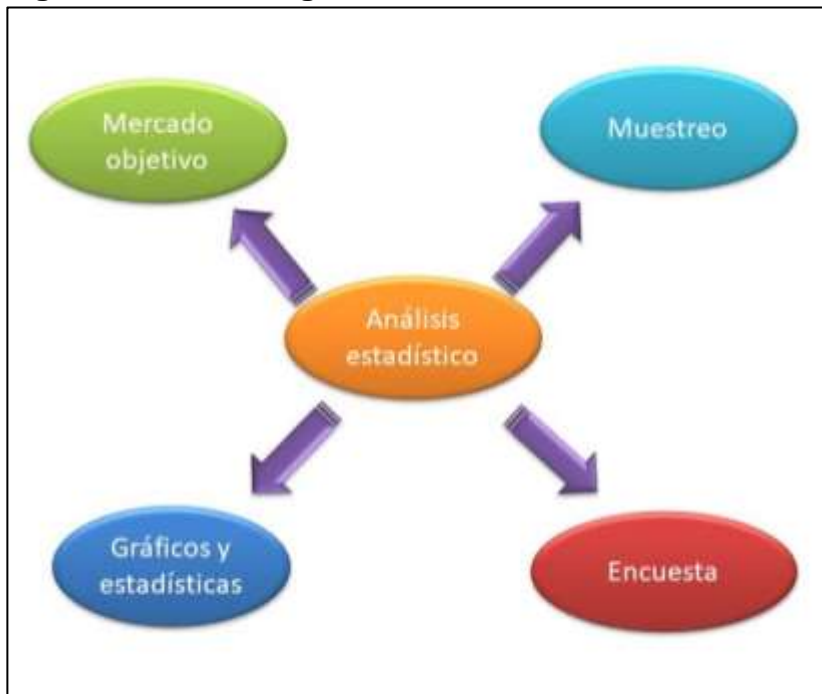 Mercado
objetivo
Muestreo
Análisis
estadístico
Gráficos y
estadísticas
Encuesta